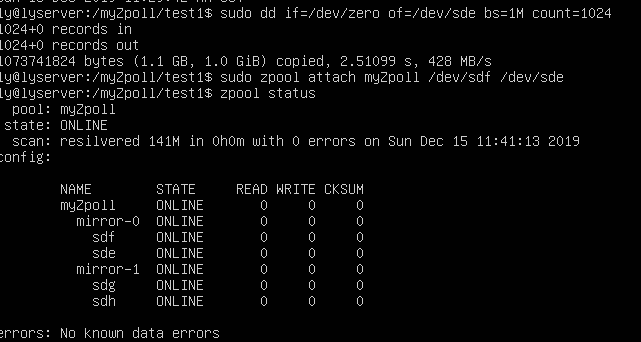 ly@lyserver:/myZpoll/test1$ sudo dd if=/dev/zero of=/dev/sde bs=1M count=1024
1024+0 records in
1024+0 records out
1073741824 bytes (1.1 GB, 1.0 GiB) copied, 2.51099 s, 428 MB/s
ly@lyserver:/myZpoll/test1$ sudo zpool attach myZpoll /dev/sdf /dev/sde
ly@lyserver:/myZpoll/test1$ zpool status
pool: myZpoll
state: ONLINE
scan: resilvered 141M in 0h0m with 0 errors on Sun Dec 15 11:41:13 2019
config:
NAME STATE READ WRITE CKSUM
myZpoll ONLINE 0 0 0
mirror-0 ONLINE 0 0 0
sdf ONLINE 0 0 0
sde ONLINE 0 0 0
mirror-1 ONLINE 0 0 0
sdg ONLINE 0 0 0
sdh ONLINE 0 0 0
errors: No known data errors